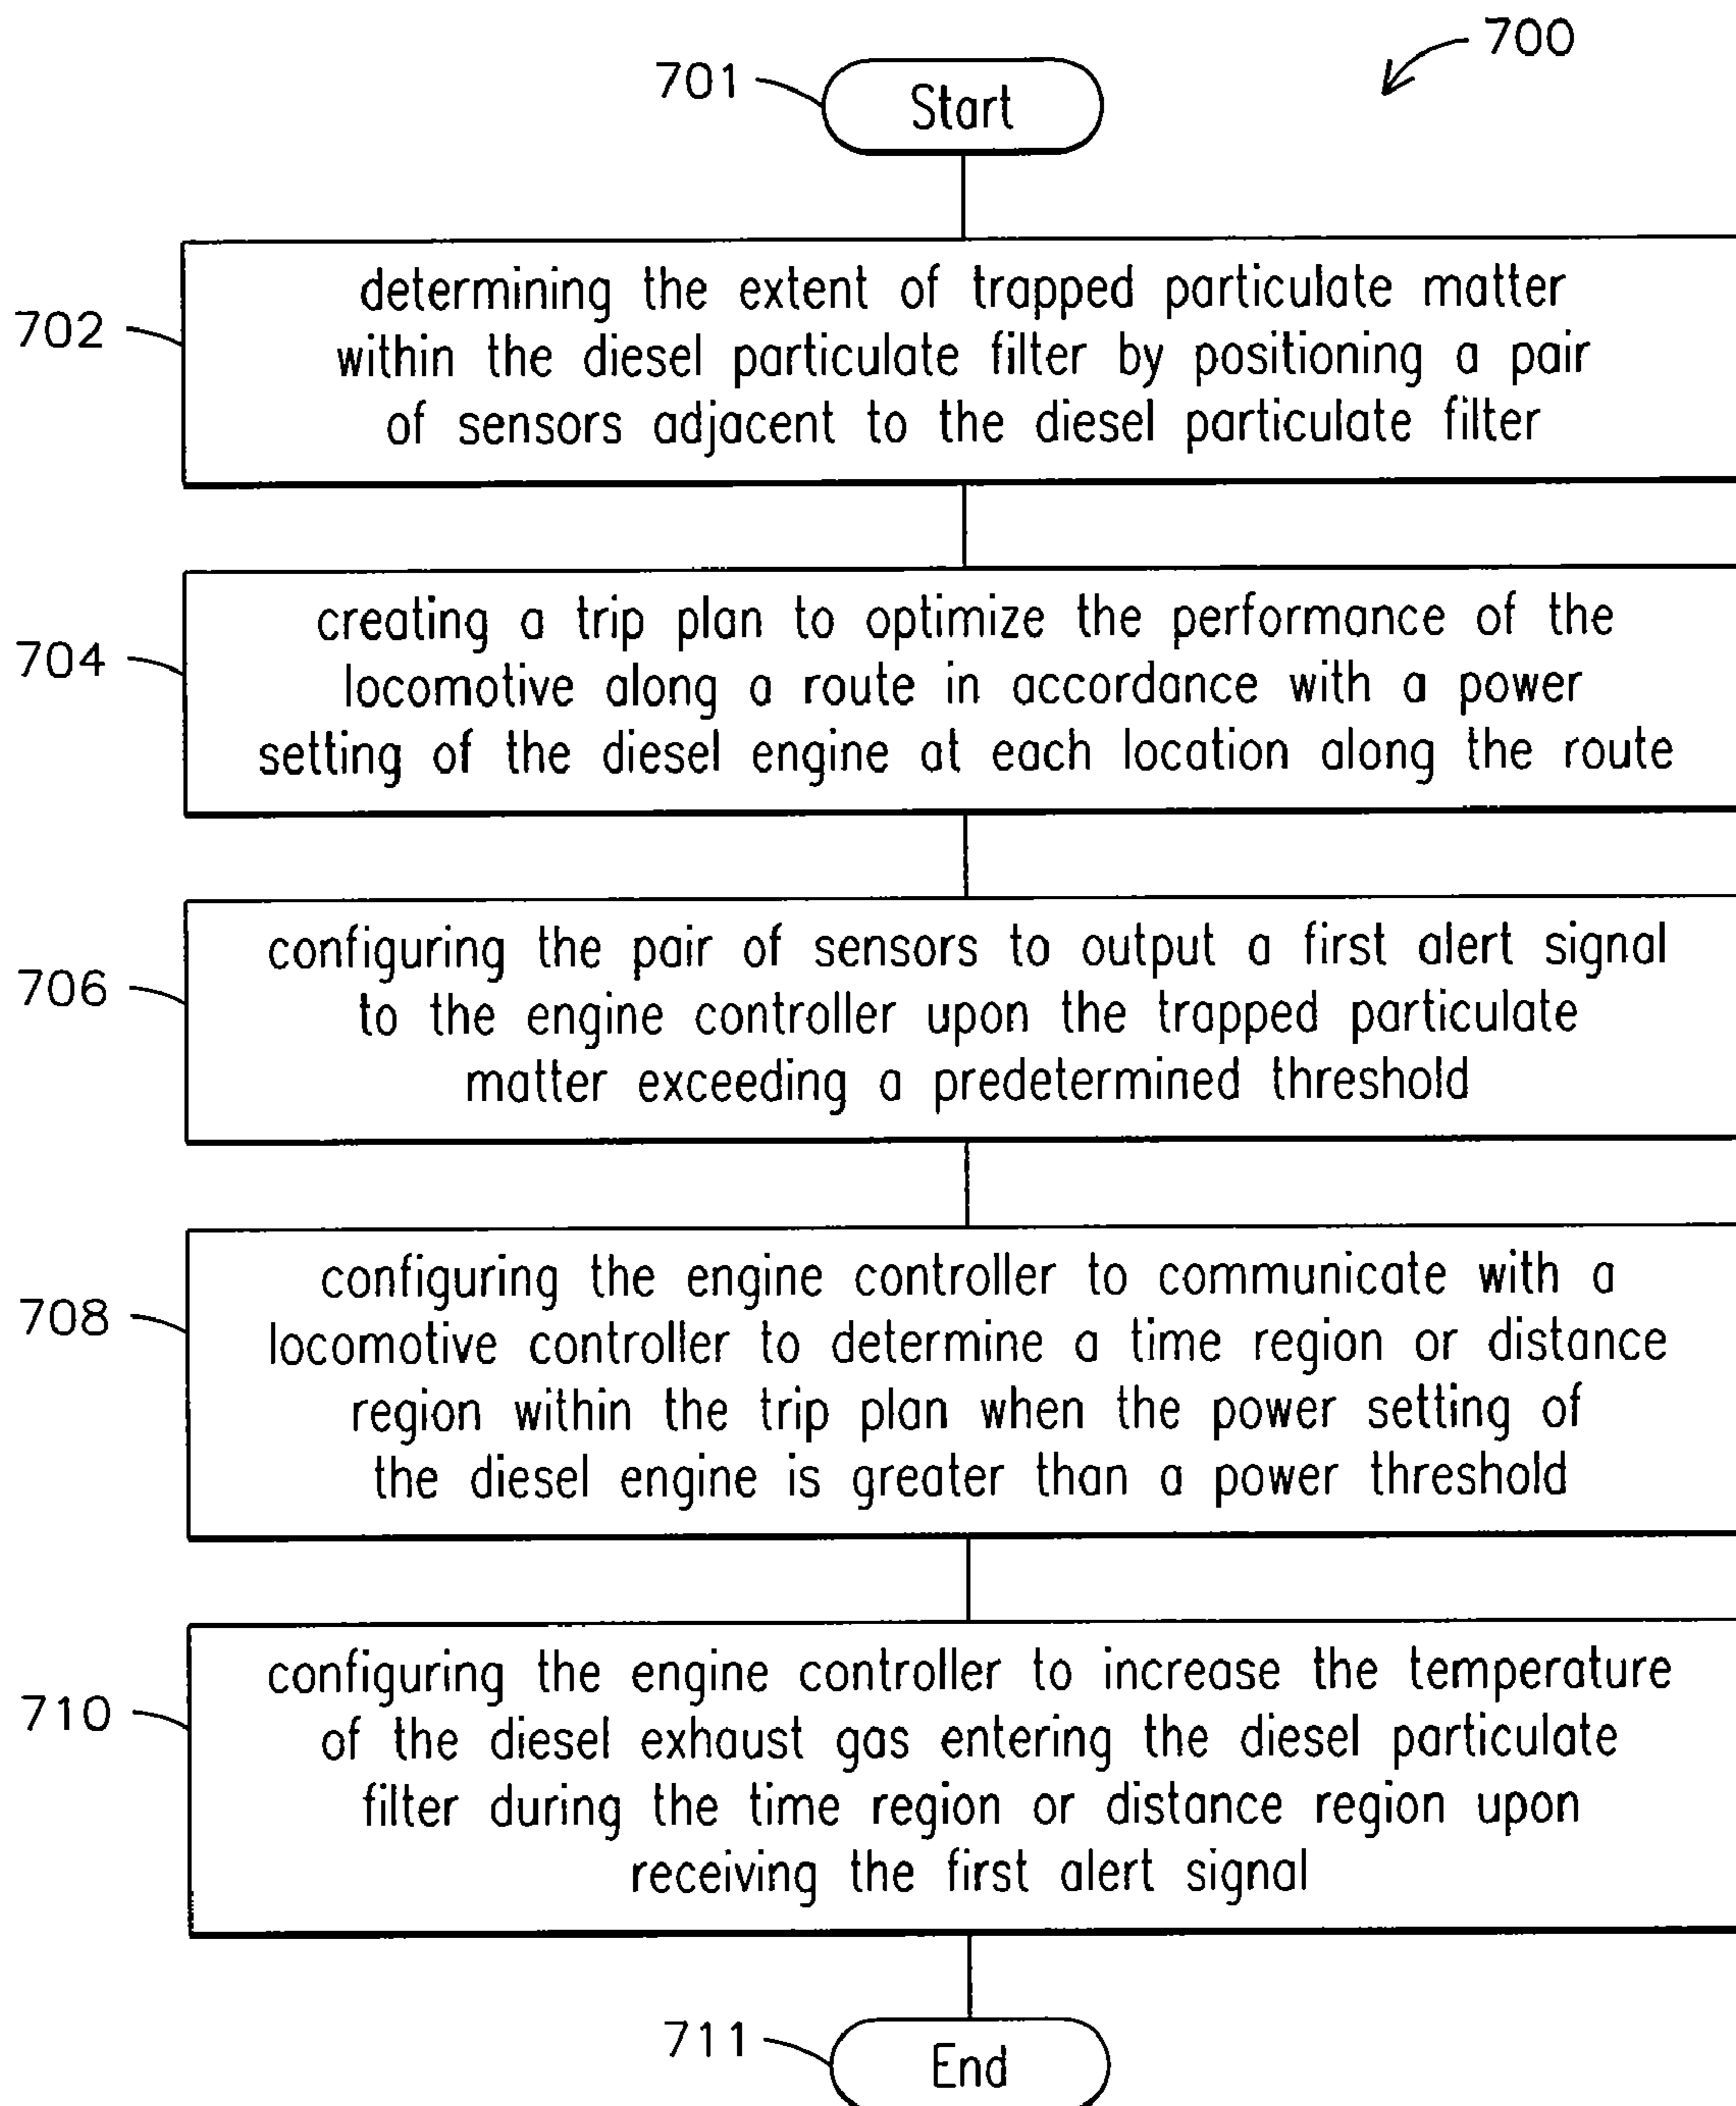 700
701
Start
702
determining the extent of trapped particulate matter
within the diesel particulate filter by positioning a pair
of sensors adjacent to the diesel particulate filter
704
creating a trip plan to optimize the performance of the
locomotive along a route in accordance with a power
setting of the diesel engine at each location along the route
706
configuring the pair of sensors to output a first alert signal
to the engine controller upon the trapped particulate
matter exceeding a predetermined threshold
708
configuring the engine controller to communicate with a
locomotive controller to determine a time region or distance
region within the trip plan when the power setting of
the diesel engine is greater than a power threshold
710
configuring the engine controller to increase the temperature
of the diesel exhaust gas entering the diesel particulate
filter during the time region or distance region upon
receiving the first alert signal
711
End